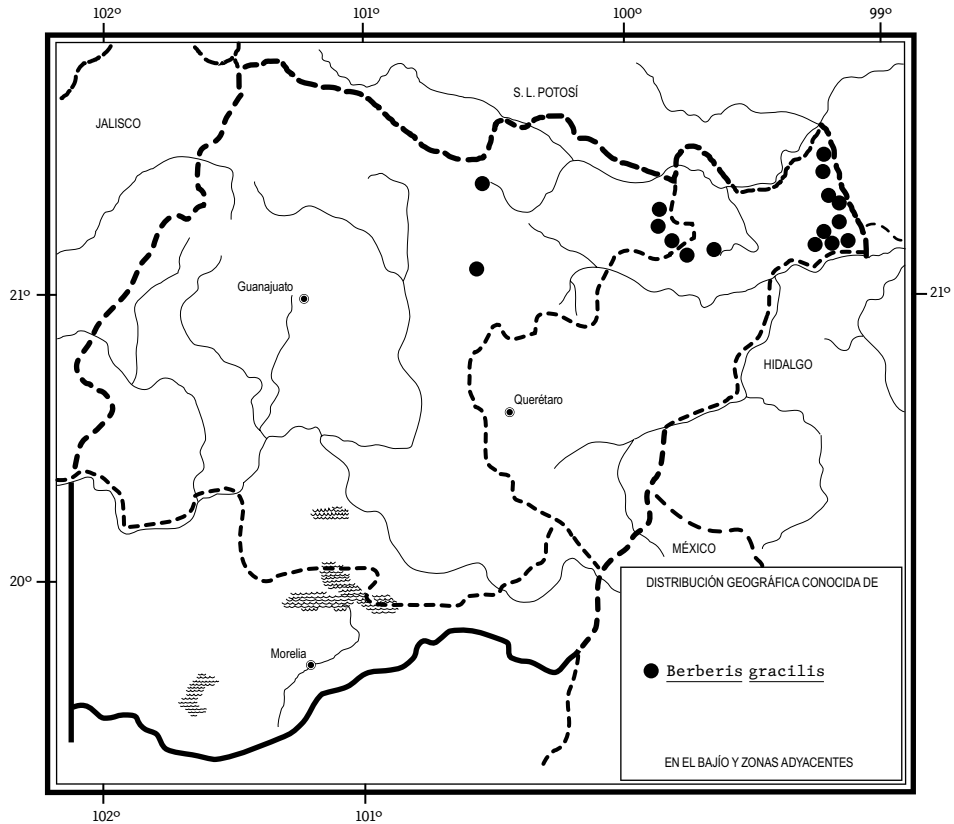 102º 101º 100º 99º
S. L. POTOSÍ
JALISCO
Guanajuato
21º 21º
HIDALGO
Querétaro
MÉXICO
20º
DISTRIBUCIÓN GEOGRÁFICA CONOCIDA DE
Morelia
Berberis gracilis
EN EL BAJÍO Y ZONAS ADYACENTES
102º 101º